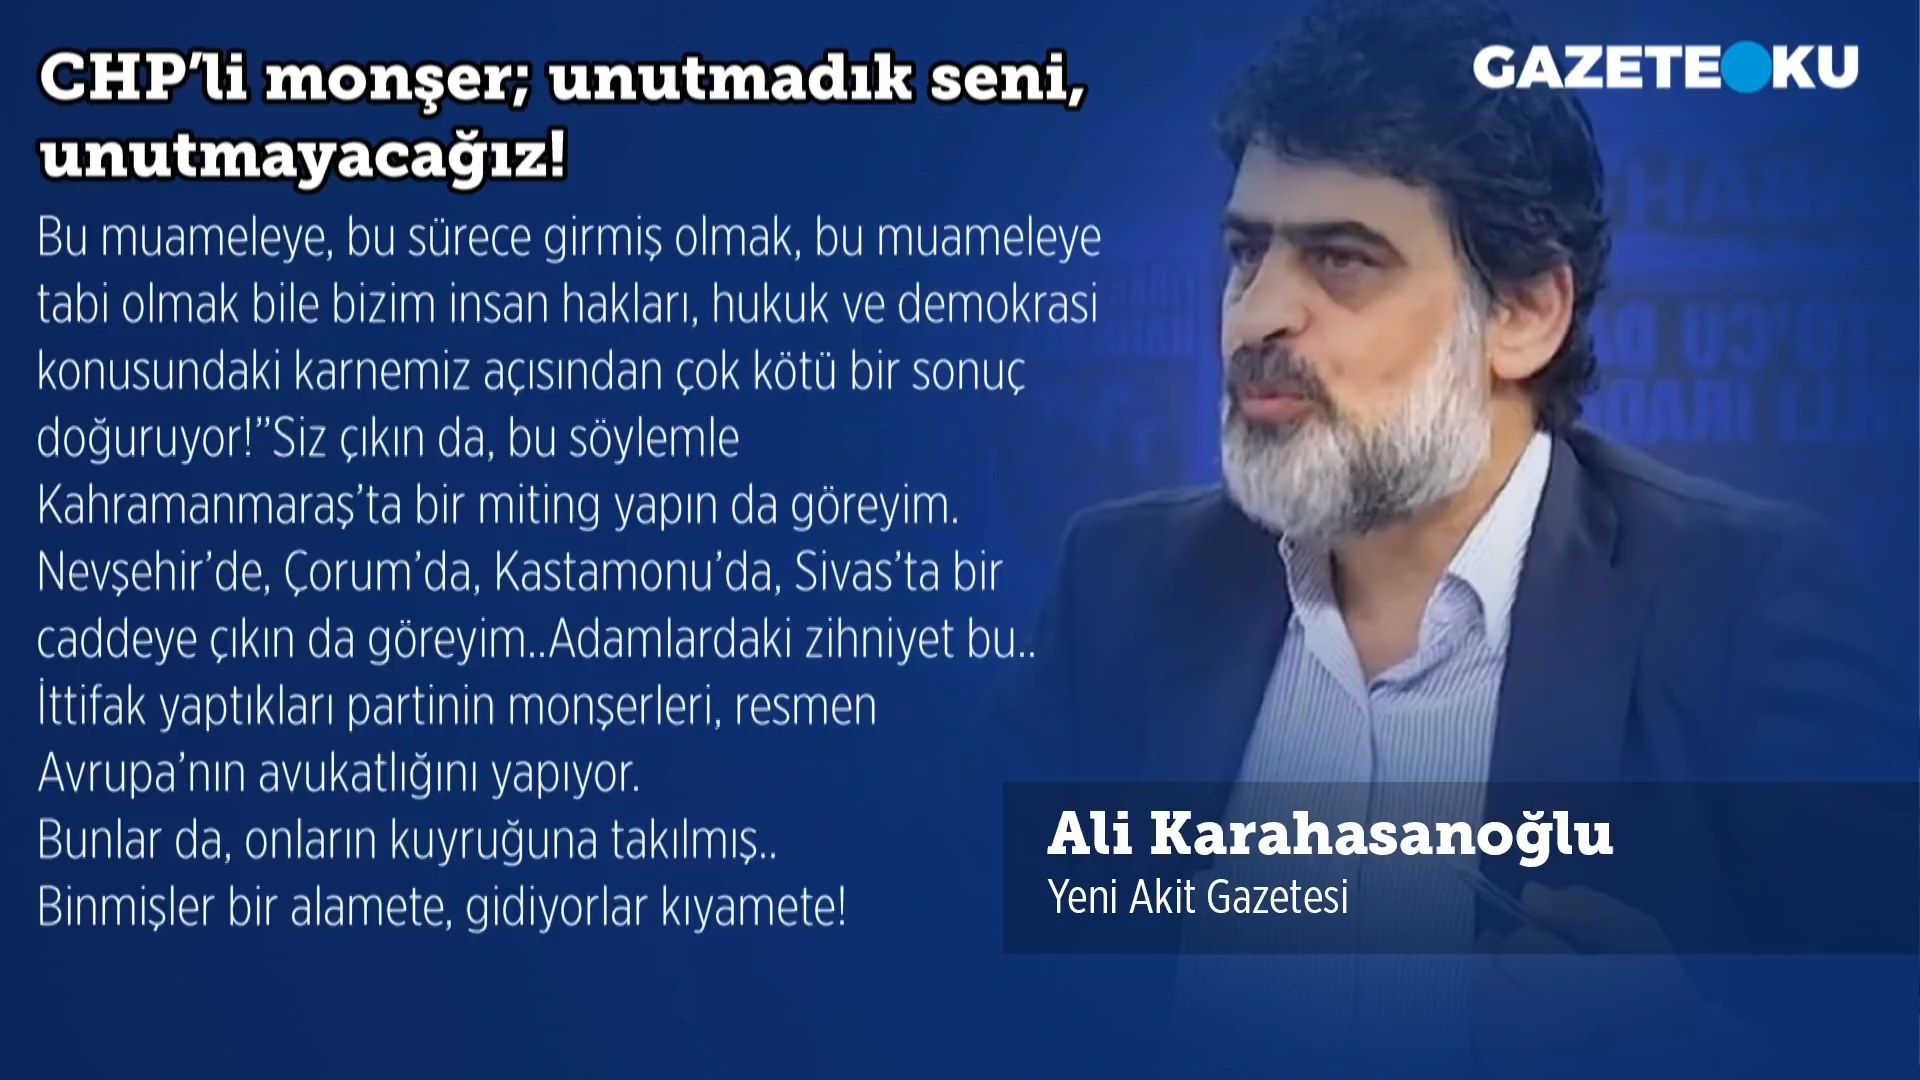 CHP'li monşer; unutmadık seni,
unutmayacağız!
GAZETEOKU
Bu muameleye, bu sürece girmiş olmak, bu muameleye
tabi olmak bile bizim insan hakları, hukuk ve demokrasi
konusundaki karnemiz açısından çok kötü bir sonuç
doğuruyor!”Siz çıkın da, bu söylemle
Kahramanmaraş'ta bir miting yapın da göreyim.
Nevşehir'de, Çorum'da, Kastamonu'da, Sivas'ta bir
caddeye çıkın da göreyim..Adamlardaki zihniyet bu..
İttifak yaptıkları partinin monşerleri, resmen
Avrupa'nın avukatlığını yapıyor.
Bunlar da, onların kuyruğuna takılmış..
Binmişler bir alamete, gidiyorlar kıyamete!
Ali Karahasanoğlu
Yeni Akit Gazetesi